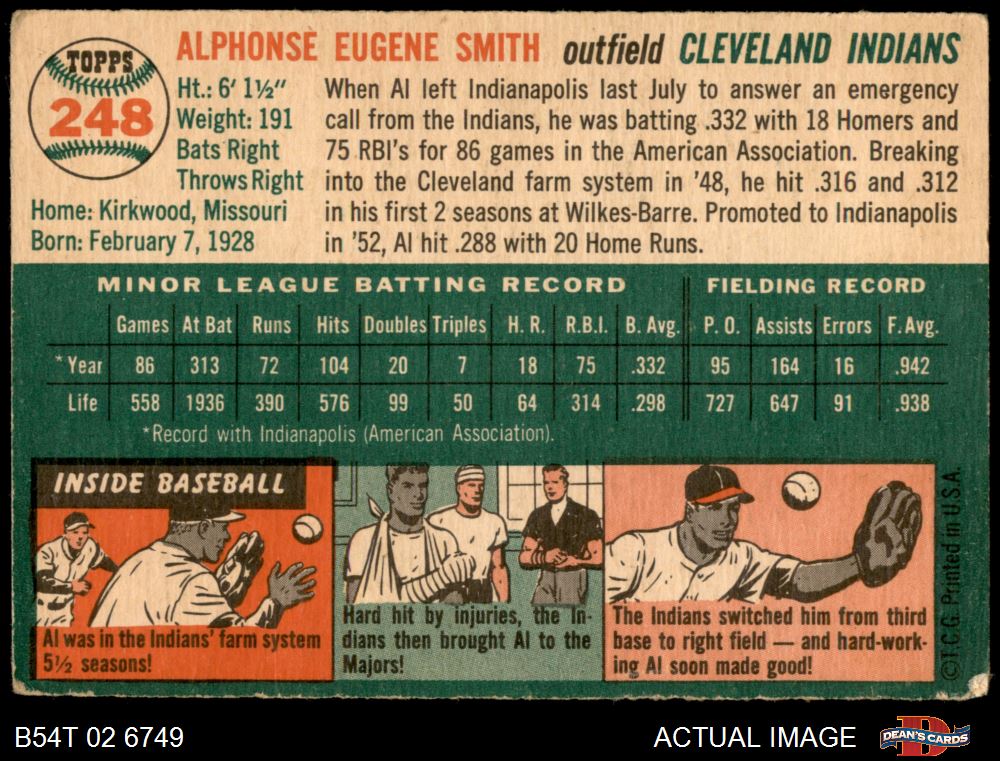 TOPPS
248
ALPHONSE EUGENE SMITH outfield CLEVELAND INDIANS
Ht.: 6' 1½"
Weight: 191
Bats Right
Throws Right
Home: Kirkwood, Missouri
Born: February 7, 1928
When Al left Indianapolis last July to answer an emergency
call from the Indians, he was batting .332 with 18 Homers and
75 RBI's for 86 games in the American Association. Breaking
into the Cleveland farm system in '48, he hit .316 and .312
in his first 2 seasons at Wilkes-Barre. Promoted to Indianapolis
in '52, Al hit .288 with 20 Home Runs.
MINOR LEAGUE BATTING RECORD FIELDING RECORD
Games At Bat Runs Hits Doubles Triples H. R. R.B.I. B. Avg. P. O. Assists Errors F. Avg.
*Year 86 313 72 104 20 7 18 75 .332 95 164 16 .942
Life 558 1936 390 576 99 50 64 314 .298 727 647 91 .938
*Record with Indianapolis (American Association).
INSIDE BASEBALL
Al was in the Indians' farm system
5½ seasons!
Hard hit by injuries, the In-
dians then brought Al to the
Majors!
The Indians switched him from third
base to right field — and hard-work-
ing Al soon made good!
©T.C.G. Printed in U.S.A.
B54T 02 6749
ACTUAL IMAGE
DEAN'S CARDS